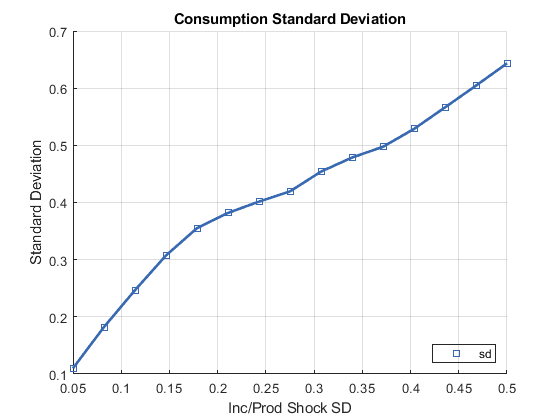 Consumption Standard Deviation
0.7
0.6
0.5
0.4
0.3
0.2
0.1
Standard Deviation
sd
0.05 0.1 0.15 0.2 0.25 0.3 0.35 0.4 0.45 0.5
Inc/Prod Shock SD